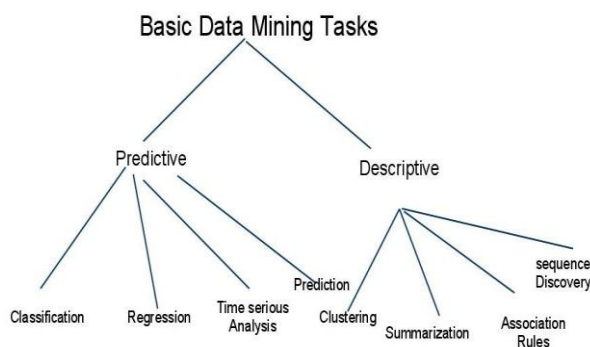 Basic Data Mining Tasks
Predictive
Descriptive
Classification
Regression
Time serious
Analysis
Prediction
Clustering
Summarization
Association
Rules
sequence
Discovery